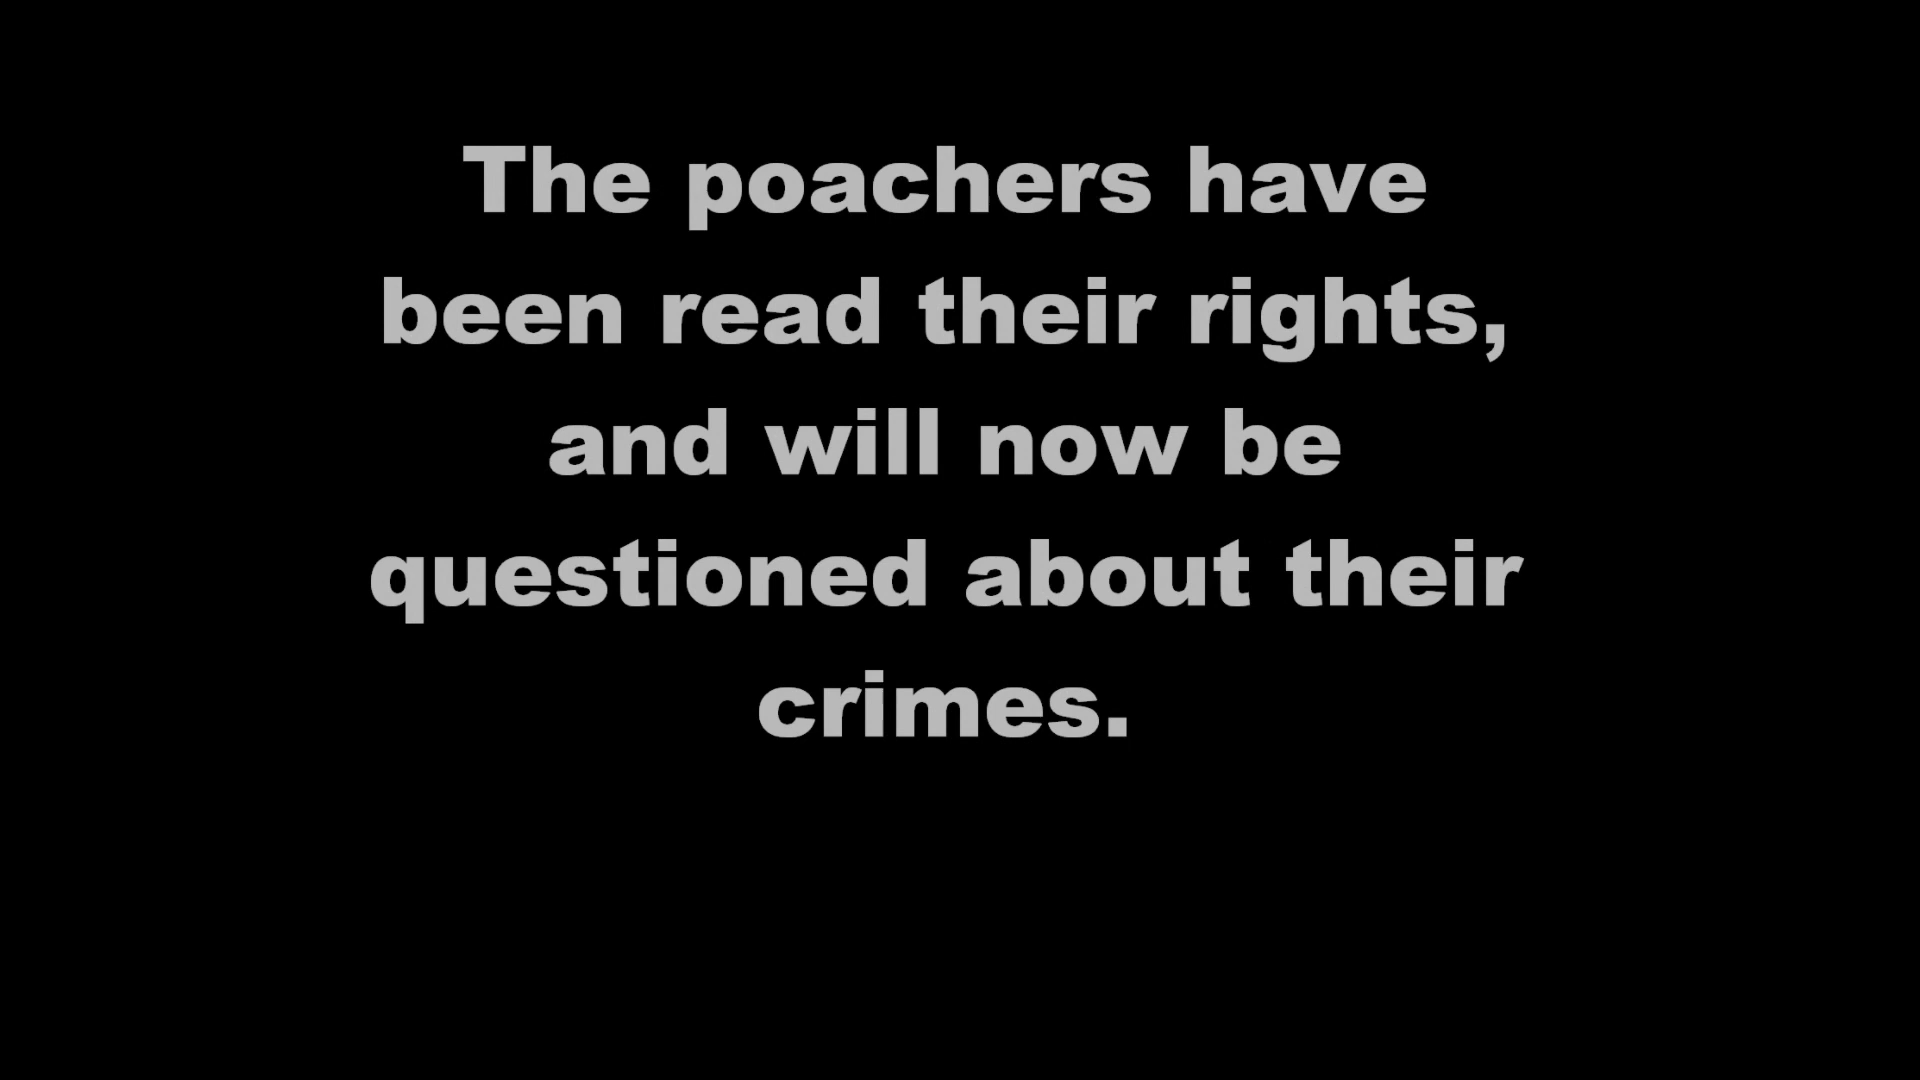 The poachers have
been read their rights,
and will now be
questioned about their
crimes.